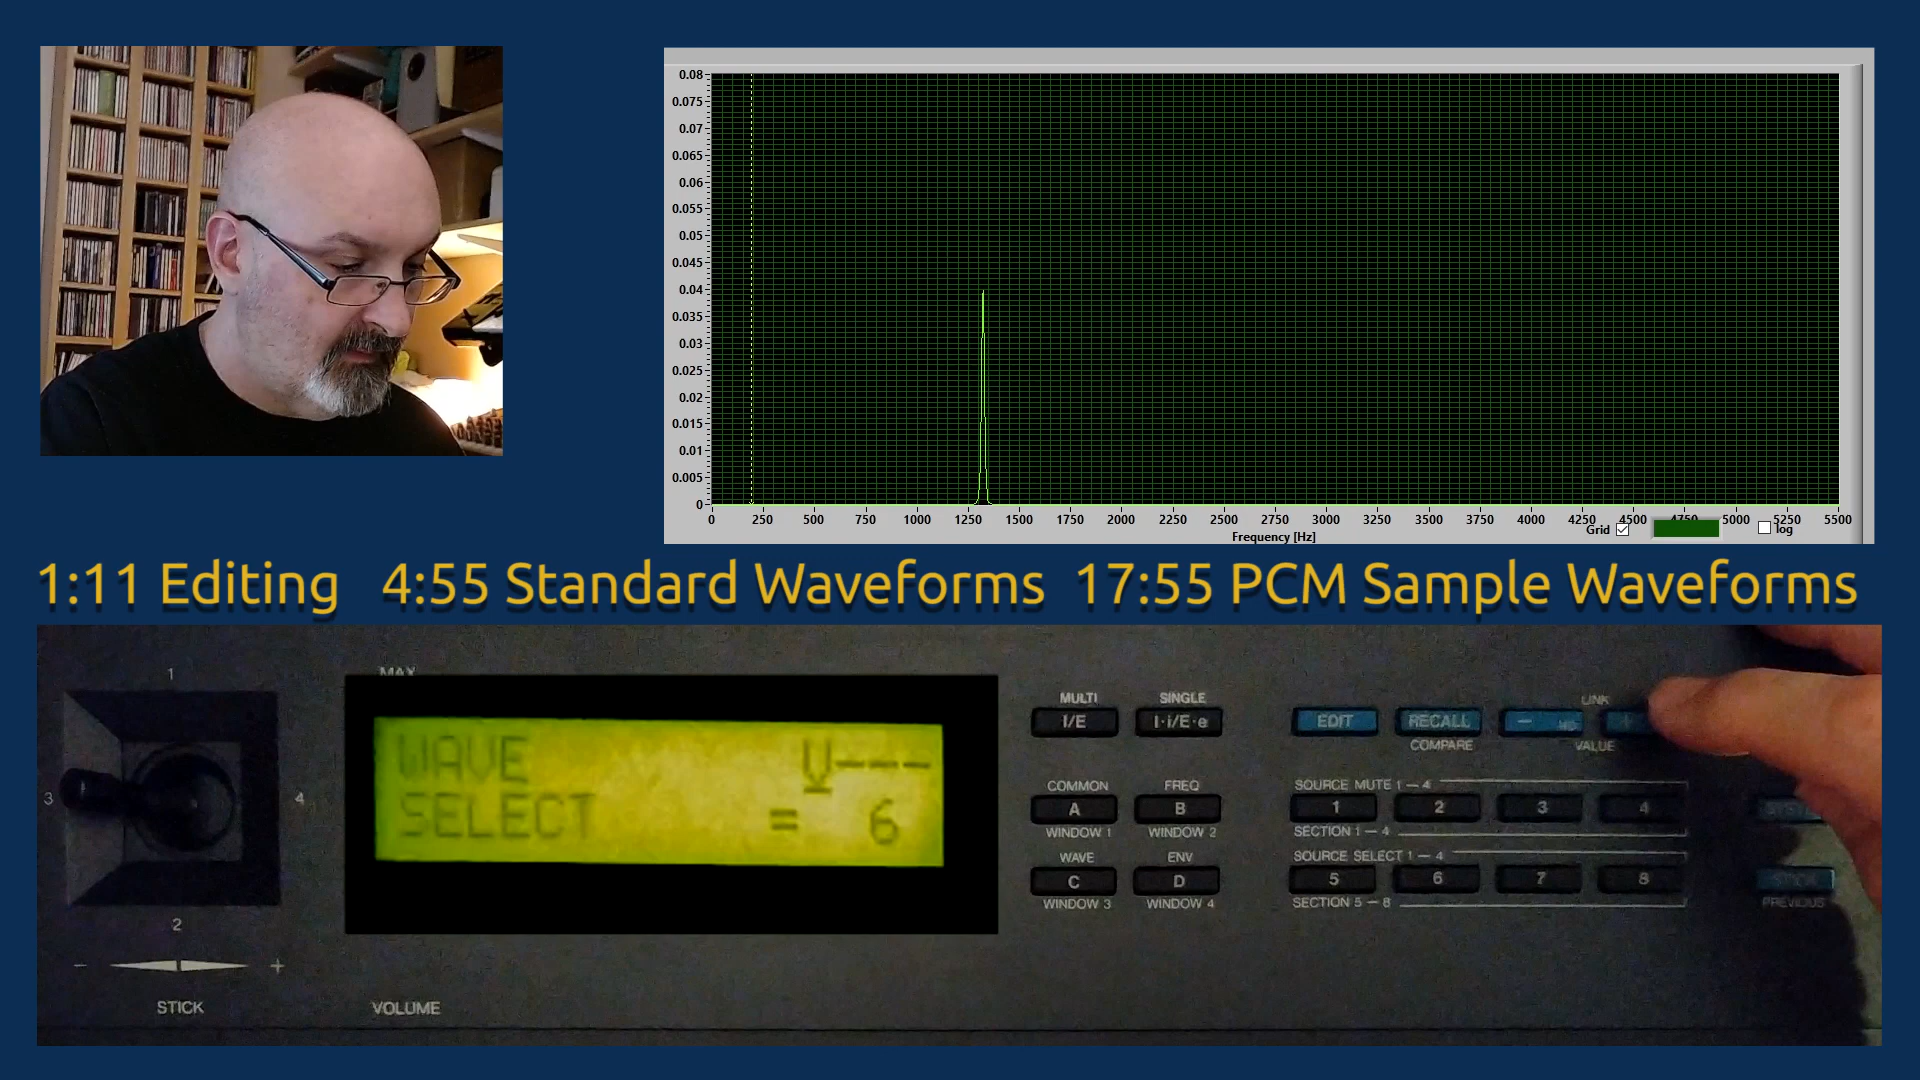 0.08
0.075
0.07
0.065
0.06
0.055
0.05
0.045
0.04
0.035
0.03
0.025
0.02
0.015
0.01
0.005
0
0 250 500 750 1000 1250 1500 1750 2000 2250 2500 2750 3000 3250 3500 3750 4000 4250 4500 4750 5000 5250 5500
Frequency [Hz]
Grid
log
1:11 Editing 4:55 Standard Waveforms 17:55 PCM Sample Waveforms
1
3
4
2
- +
STICK
MAX
WAVE V---
SELECT = 6
VOLUME
MULTI SINGLE
I/E I·i/E·e
COMMON FREQ
A B
WINDOW 1 WINDOW 2
WAVE ENV
C D
WINDOW 3 WINDOW 4
LINK
EDIT RECALL - NO
COMPARE VALUE
SOURCE MUTE 1 — 4
1 2 3 4
SECTION 1 — 4
SOURCE SELECT 1 — 4
5 6 7 8
SECTION 5 — 8
PREVIOUS